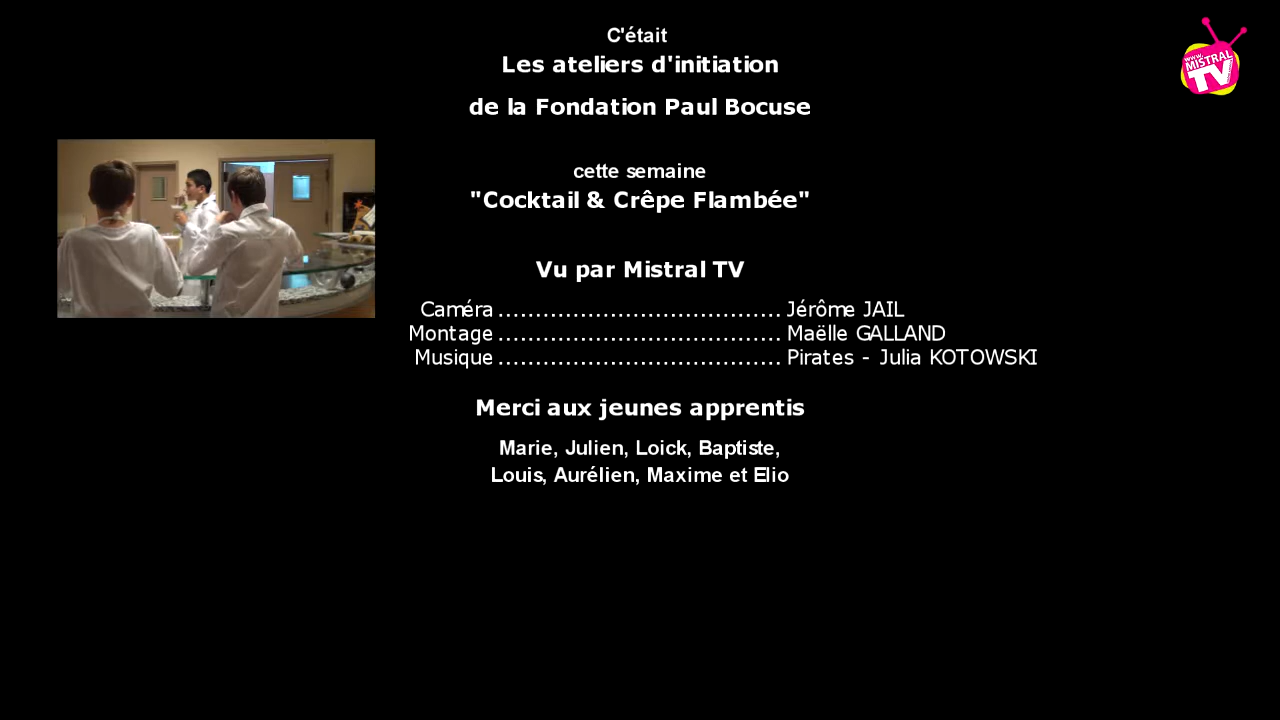 C'était
Les ateliers d'initiation
de la Fondation Paul Bocuse
cette semaine
"Cocktail & Crêpe Flambée"
Vu par Mistral TV
Caméra ...................................... Jérôme JAIL
Montage ...................................... Maëlle GALLAND
Musique ...................................... Pirates - Julia KOTOWSKI
Merci aux jeunes apprentis
Marie, Julien, Loick, Baptiste,
Louis, Aurélien, Maxime et Elio
www.
MISTRAL
TV